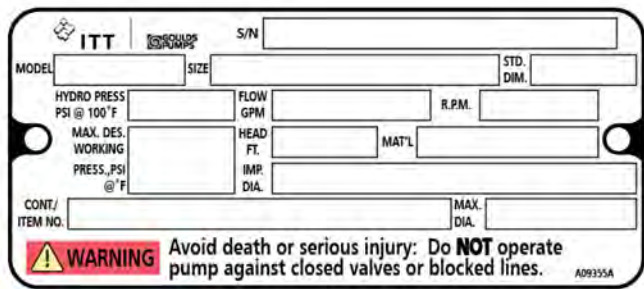 ITT GOULDS PUMPS S/N
MODEL SIZE STD. DIM.
HYDRO PRESS PSI @ 100°F FLOW GPM R.P.M.
MAX. DES. WORKING HEAD FT. MAT'L
PRESS.,PSI @°F IMP. DIA.
CONT./ ITEM NO. MAX. DIA.
WARNING Avoid death or serious injury: Do NOT operate
pump against closed valves or blocked lines. A09355A